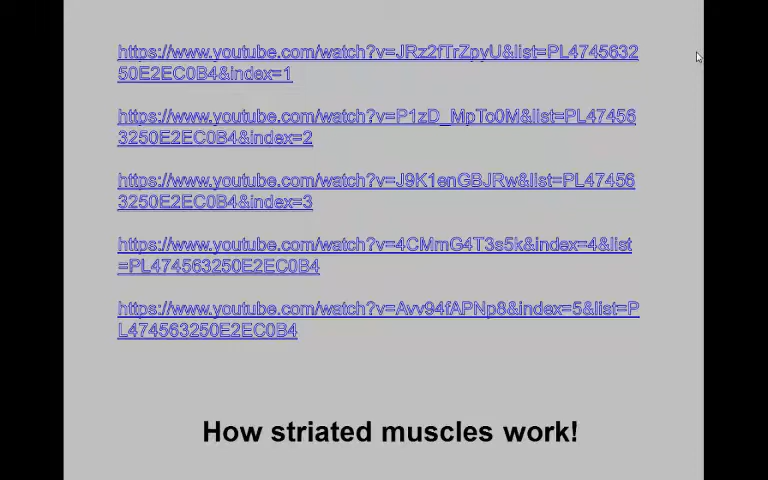 https://www.youtube.com/watch?v=JRz2fTrZpyU&list=PL4745632
50E2EC0B4&index=1
https://www.youtube.com/watch?v=P1zD_MpTo0M&list=PL47456
3250E2EC0B4&index=2
https://www.youtube.com/watch?v=J9K1enGBJRw&list=PL47456
3250E2EC0B4&index=3
https://www.youtube.com/watch?v=4CMmG4T3s5k&index=4&list
=PL474563250E2EC0B4
https://www.youtube.com/watch?v=Avv94fAPNp8&index=5&list=P
L474563250E2EC0B4
How striated muscles work!